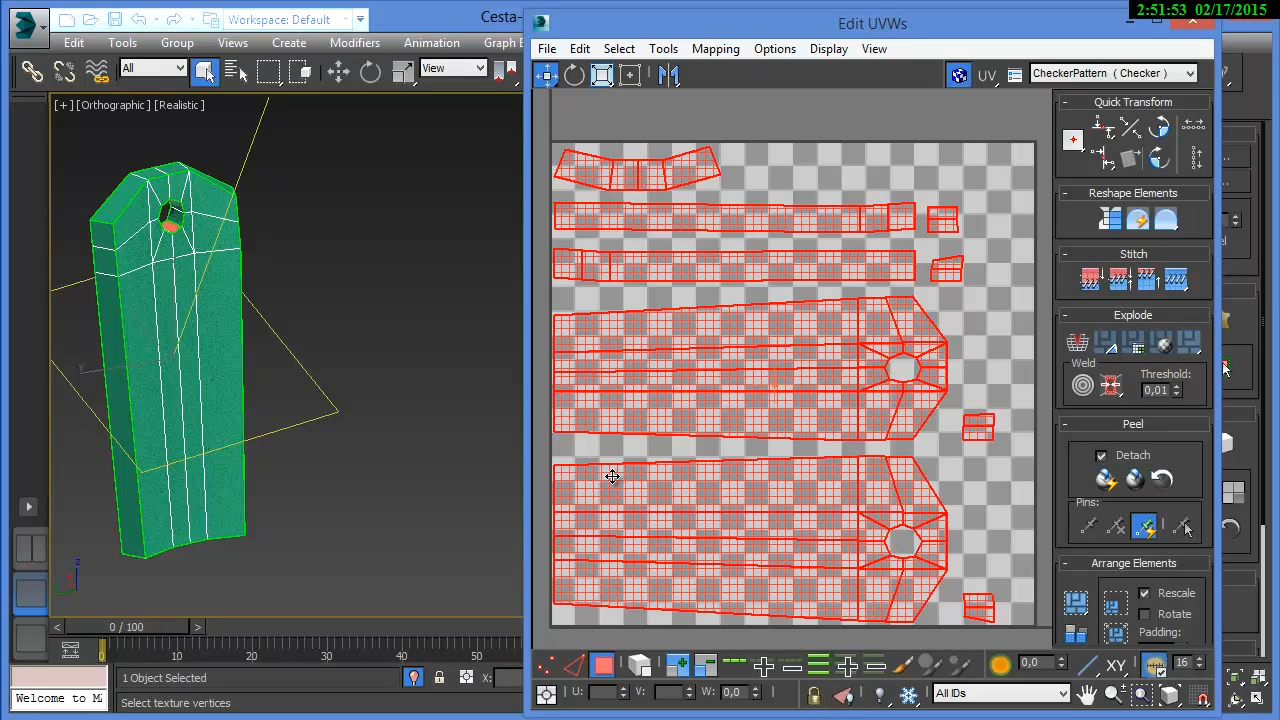 2:51:53 02/17/2015
Workspace: Default
Cesta-
Edit UVWs
Edit Tools Group Views Create Modifiers Animation Graph E
File Edit Select Tools Mapping Options Display View
All
View
UV
CheckerPattern ( Checker )
[+] [Orthographic ] [Realistic ]
Quick Transform
Reshape Elements
Stitch
Explode
Weld
Threshold:
0,01
Peel
Detach
Pins:
Arrange Elements
Rescale
Rotate
Padding:
y
z
0 / 100
0 10 20 30 40 50
0,0
XY
16
1 Object Selected
X:
U:
V:
W: 0,0
All IDs
Welcome to M
Select texture vertices